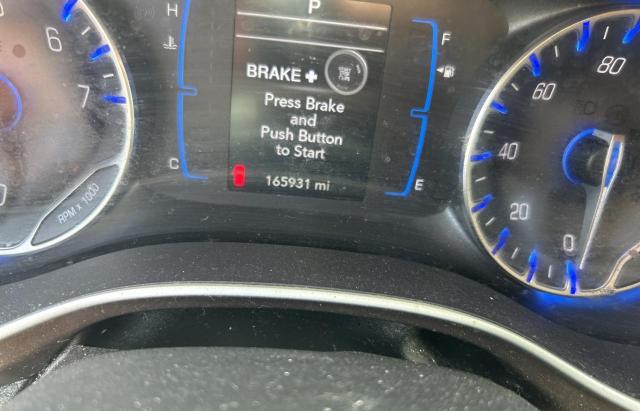 P
H
F
BRAKE +
Press Brake
and
Push Button
to Start
C
E
165931 mi
6
7
RPM x 1000
0
20
40
60
80